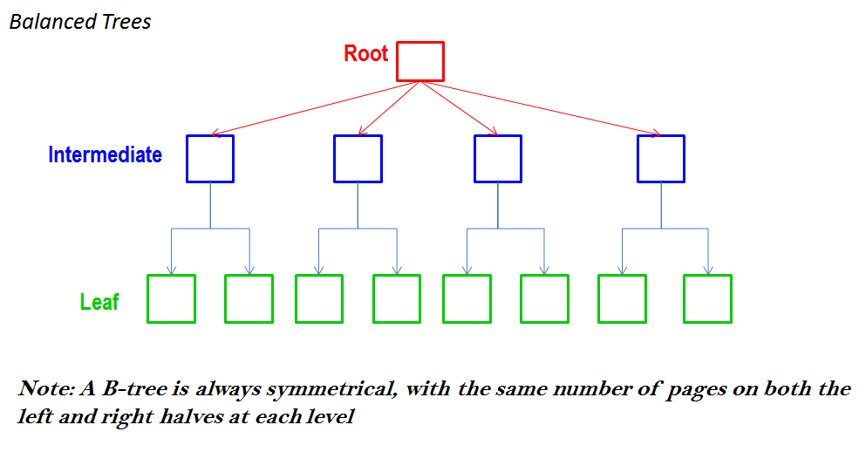 Balanced Trees
Root
Intermediate
Leaf
Note: A B-tree is always symmetrical, with the same number of pages on both the
left and right halves at each level